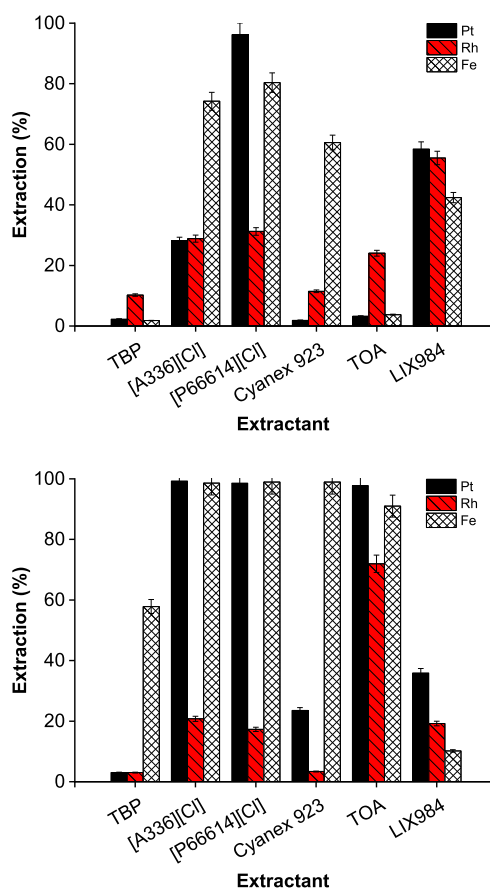 100
80
60
40
20
0
Extraction (%)
Pt
Rh
Fe
TBP
[A336][Cl]
[P66614][Cl]
Cyanex 923
TOA
LIX984
Extractant
100
80
60
40
20
0
Extraction (%)
Pt
Rh
Fe
TBP
[A336][Cl]
[P66614][Cl]
Cyanex 923
TOA
LIX984
Extractant